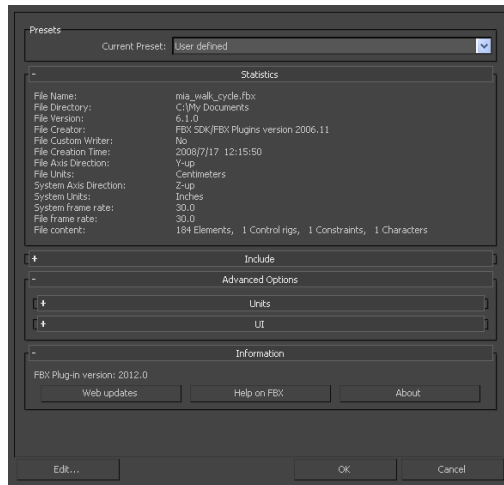 Presets
Current Preset: User defined
- Statistics
File Name: mia_walk_cycle.fbx
File Directory: C:\My Documents
File Version: 6.1.0
File Creator: FBX SDK/FBX Plugins version 2006.11
File Custom Writer: No
File Creation Time: 2008/7/17 12:15:50
File Axis Direction: Y-up
File Units: Centimeters
System Axis Direction: Z-up
System Units: Inches
System frame rate: 30.0
File frame rate: 30.0
File content: 184 Elements, 1 Control rigs, 1 Constraints, 1 Characters
+ Include
- Advanced Options
+ Units
+ UI
- Information
FBX Plug-in version: 2012.0
Web updates Help on FBX About
Edit... OK Cancel